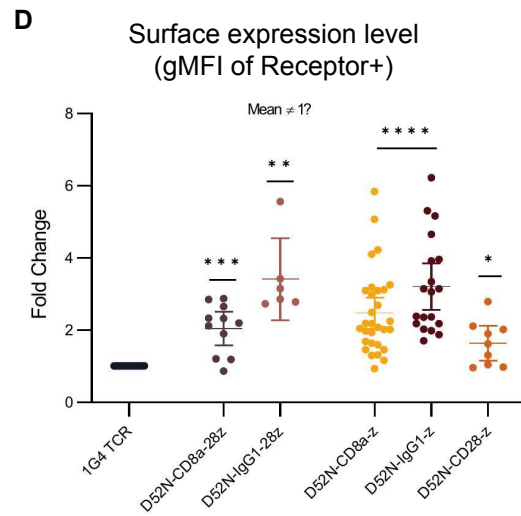 D
Surface expression level
(gMFI of Receptor+)
Mean ≠ 1?
Fold Change
8
6
4
2
0
* * *
* *
* * * *
*
1G4 TCR
D52N-CD8a-28z
D52N-IgG1-28z
D52N-CD8a-z
D52N-IgG1-z
D52N-CD28-z